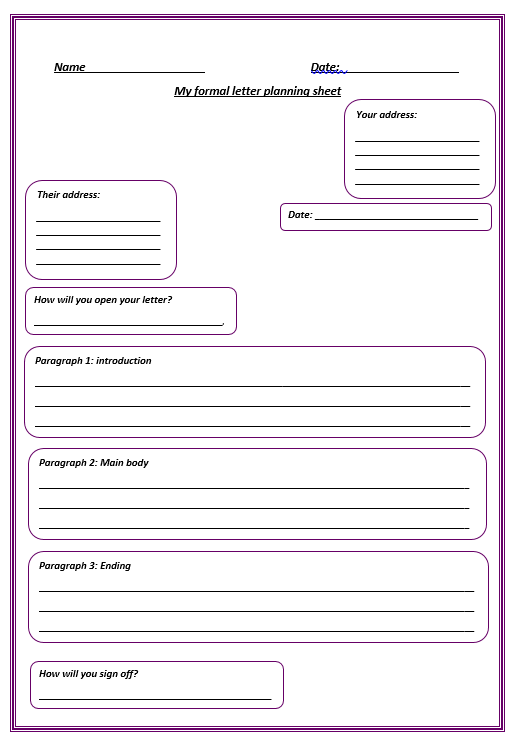 Name Date:
My formal letter planning sheet
Your address:
Their address:
Date:
How will you open your letter?
,
Paragraph 1: introduction
Paragraph 2: Main body
Paragraph 3: Ending
How will you sign off?